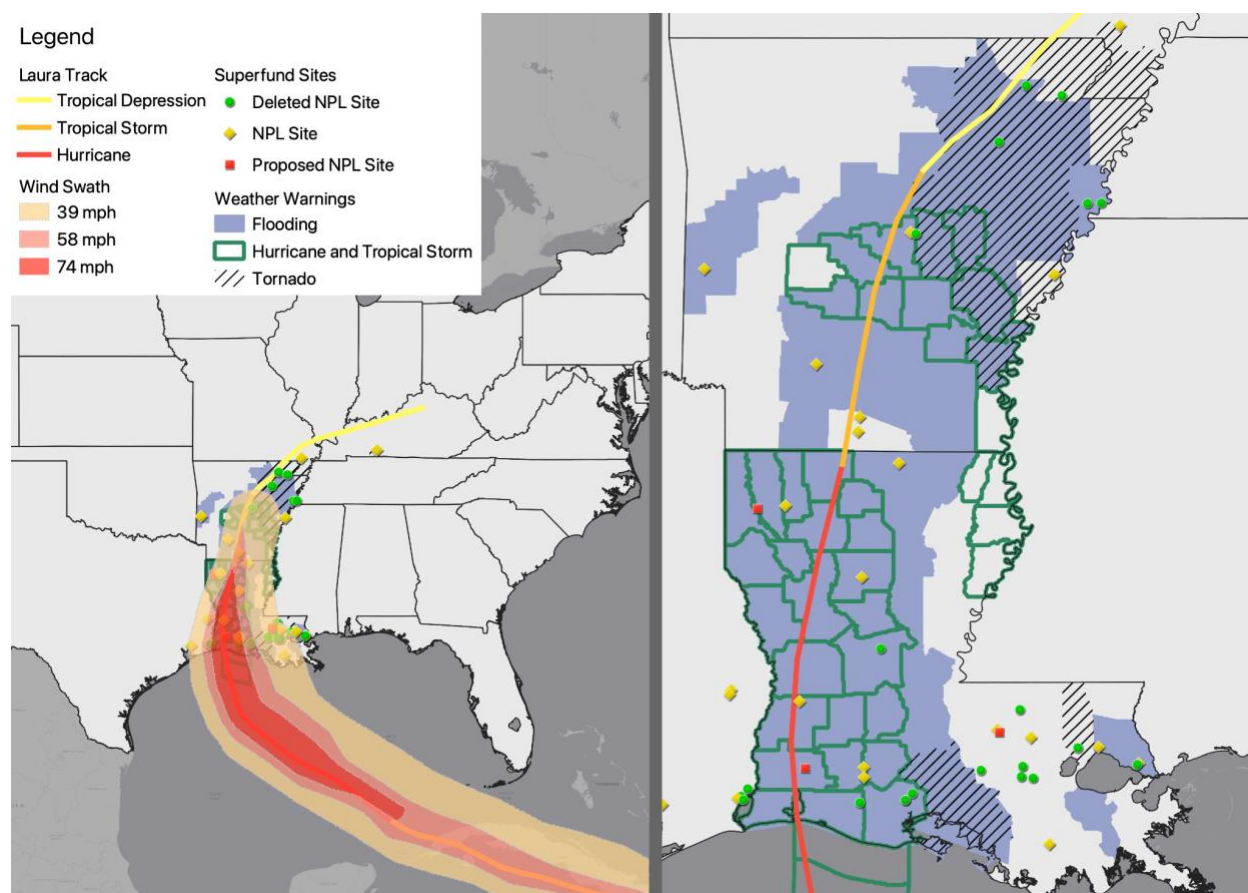 Legend
Laura Track
Tropical Depression
Tropical Storm
Hurricane
Wind Swath
39 mph
58 mph
74 mph
Superfund Sites
Deleted NPL Site
NPL Site
Proposed NPL Site
Weather Warnings
Flooding
Hurricane and Tropical Storm
Tornado